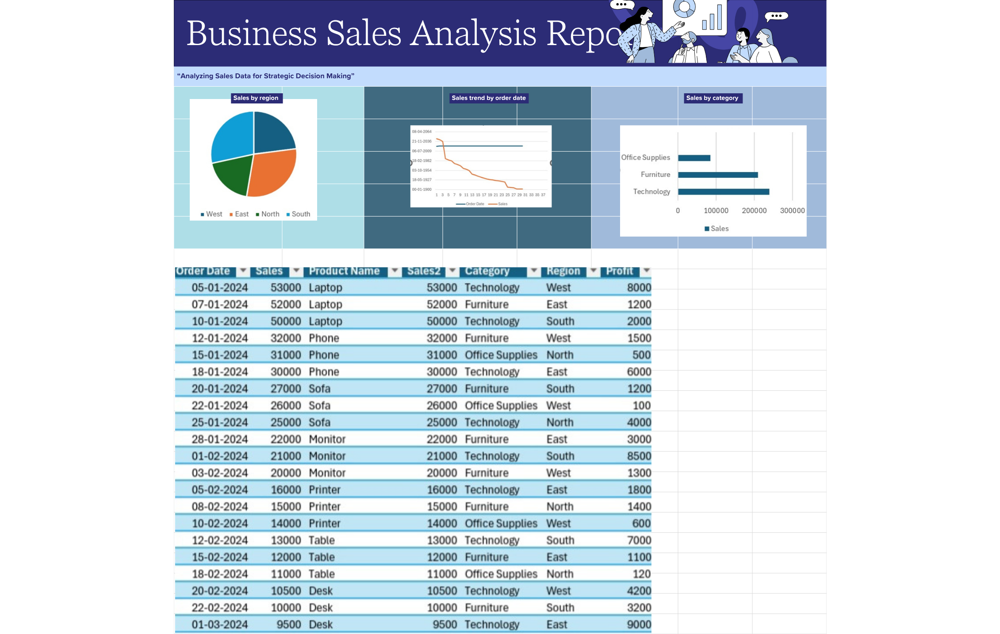 Business Sales Analysis Repo
“Analyzing Sales Data for Strategic Decision Making”
Sales by region
West East North South
Sales trend by order date
08-04-2064
21-11-2036
06-07-2009
18-02-1982
03-10-1954
18-05-1927
00-01-1900
1 3 5 7 9 11 13 15 17 19 21 23 25 27 29 31 33 35 37
Order Date Sales
Sales by category
Office Supplies
Furniture
Technology
0 100000 200000 300000
Sales
Order Date Sales Product Name Sales2 Category Region Profit
05-01-2024 53000 Laptop 53000 Technology West 8000
07-01-2024 52000 Laptop 52000 Furniture East 1200
10-01-2024 50000 Laptop 50000 Technology South 2000
12-01-2024 32000 Phone 32000 Furniture West 1500
15-01-2024 31000 Phone 31000 Office Supplies North 500
18-01-2024 30000 Phone 30000 Technology East 6000
20-01-2024 27000 Sofa 27000 Furniture South 1200
22-01-2024 26000 Sofa 26000 Office Supplies West 100
25-01-2024 25000 Sofa 25000 Technology North 4000
28-01-2024 22000 Monitor 22000 Furniture East 3000
01-02-2024 21000 Monitor 21000 Technology South 8500
03-02-2024 20000 Monitor 20000 Furniture West 1300
05-02-2024 16000 Printer 16000 Technology East 1800
08-02-2024 15000 Printer 15000 Furniture North 1400
10-02-2024 14000 Printer 14000 Office Supplies West 600
12-02-2024 13000 Table 13000 Technology South 7000
15-02-2024 12000 Table 12000 Furniture East 1100
18-02-2024 11000 Table 11000 Office Supplies North 120
20-02-2024 10500 Desk 10500 Technology West 4200
22-02-2024 10000 Desk 10000 Furniture South 3200
01-03-2024 9500 Desk 9500 Technology East 9000